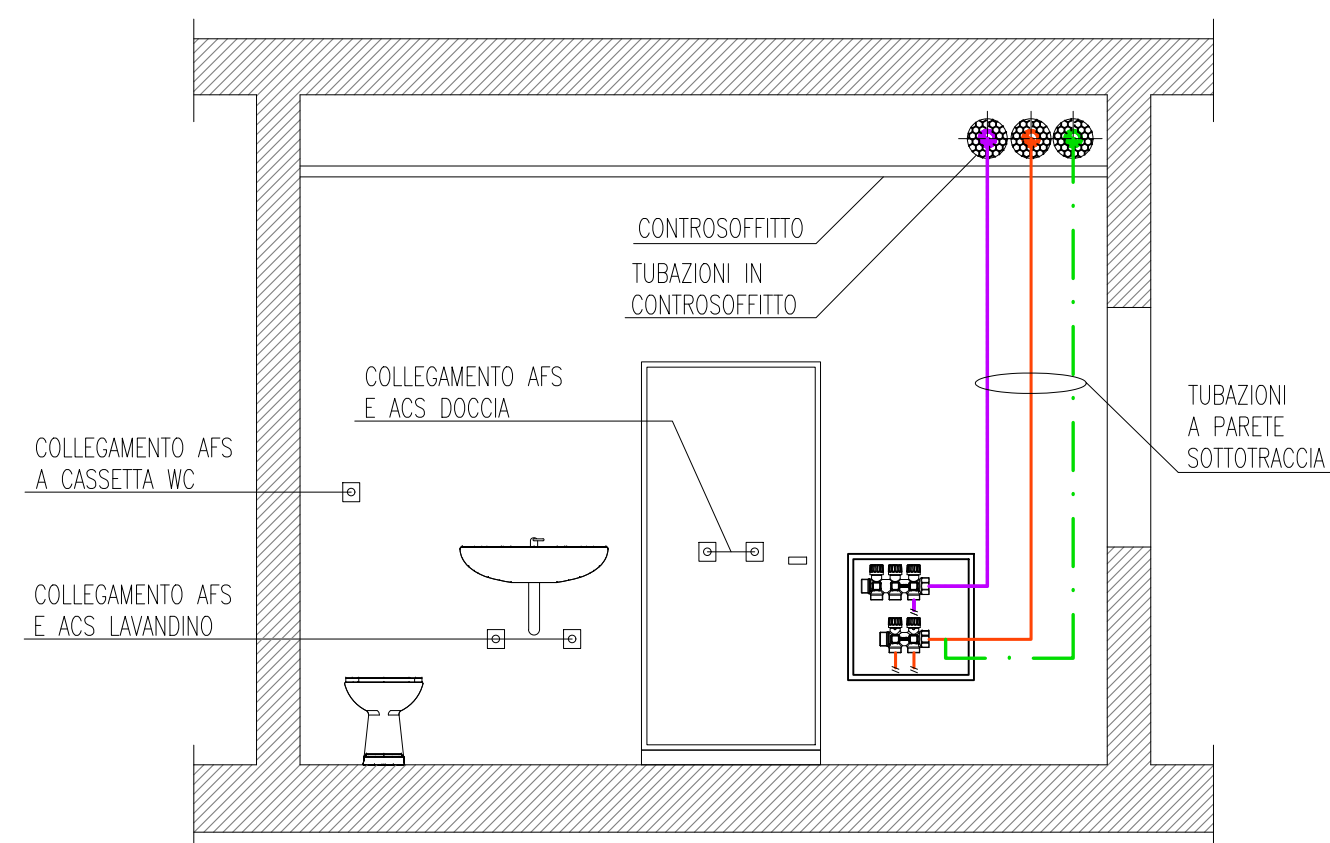 CONTROSOFFITTO
TUBAZIONI IN
CONTROSOFFITTO
COLLEGAMENTO AFS
E ACS DOCCIA
TUBAZIONI
A PARETE
SOTTOTRACCIA
COLLEGAMENTO AFS
A CASSETTA WC
COLLEGAMENTO AFS
E ACS LAVANDINO